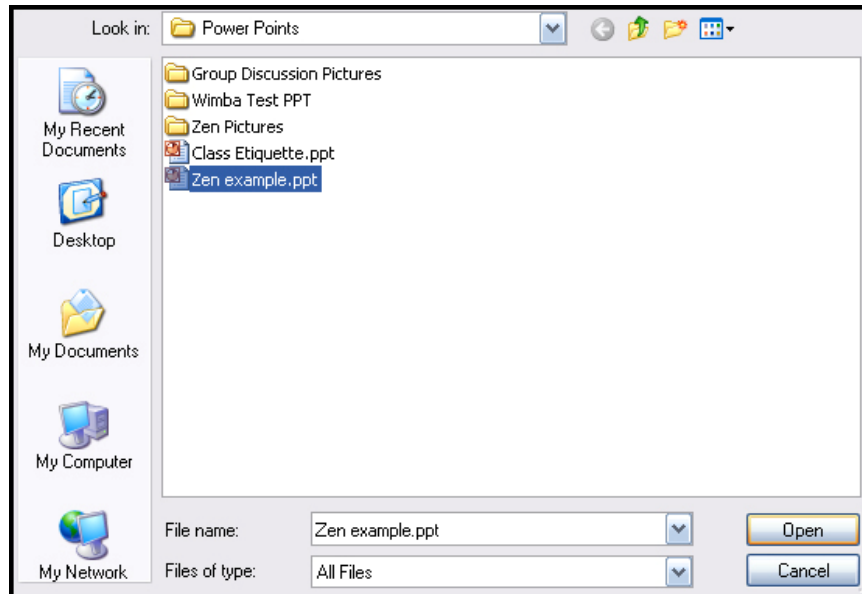 Look in: Power Points
Group Discussion Pictures
Wimba Test PPT
Zen Pictures
Class Etiquette.ppt
Zen example.ppt
My Recent
Documents
Desktop
My Documents
My Computer
My Network
File name: Zen example.ppt Open
Files of type: All Files Cancel